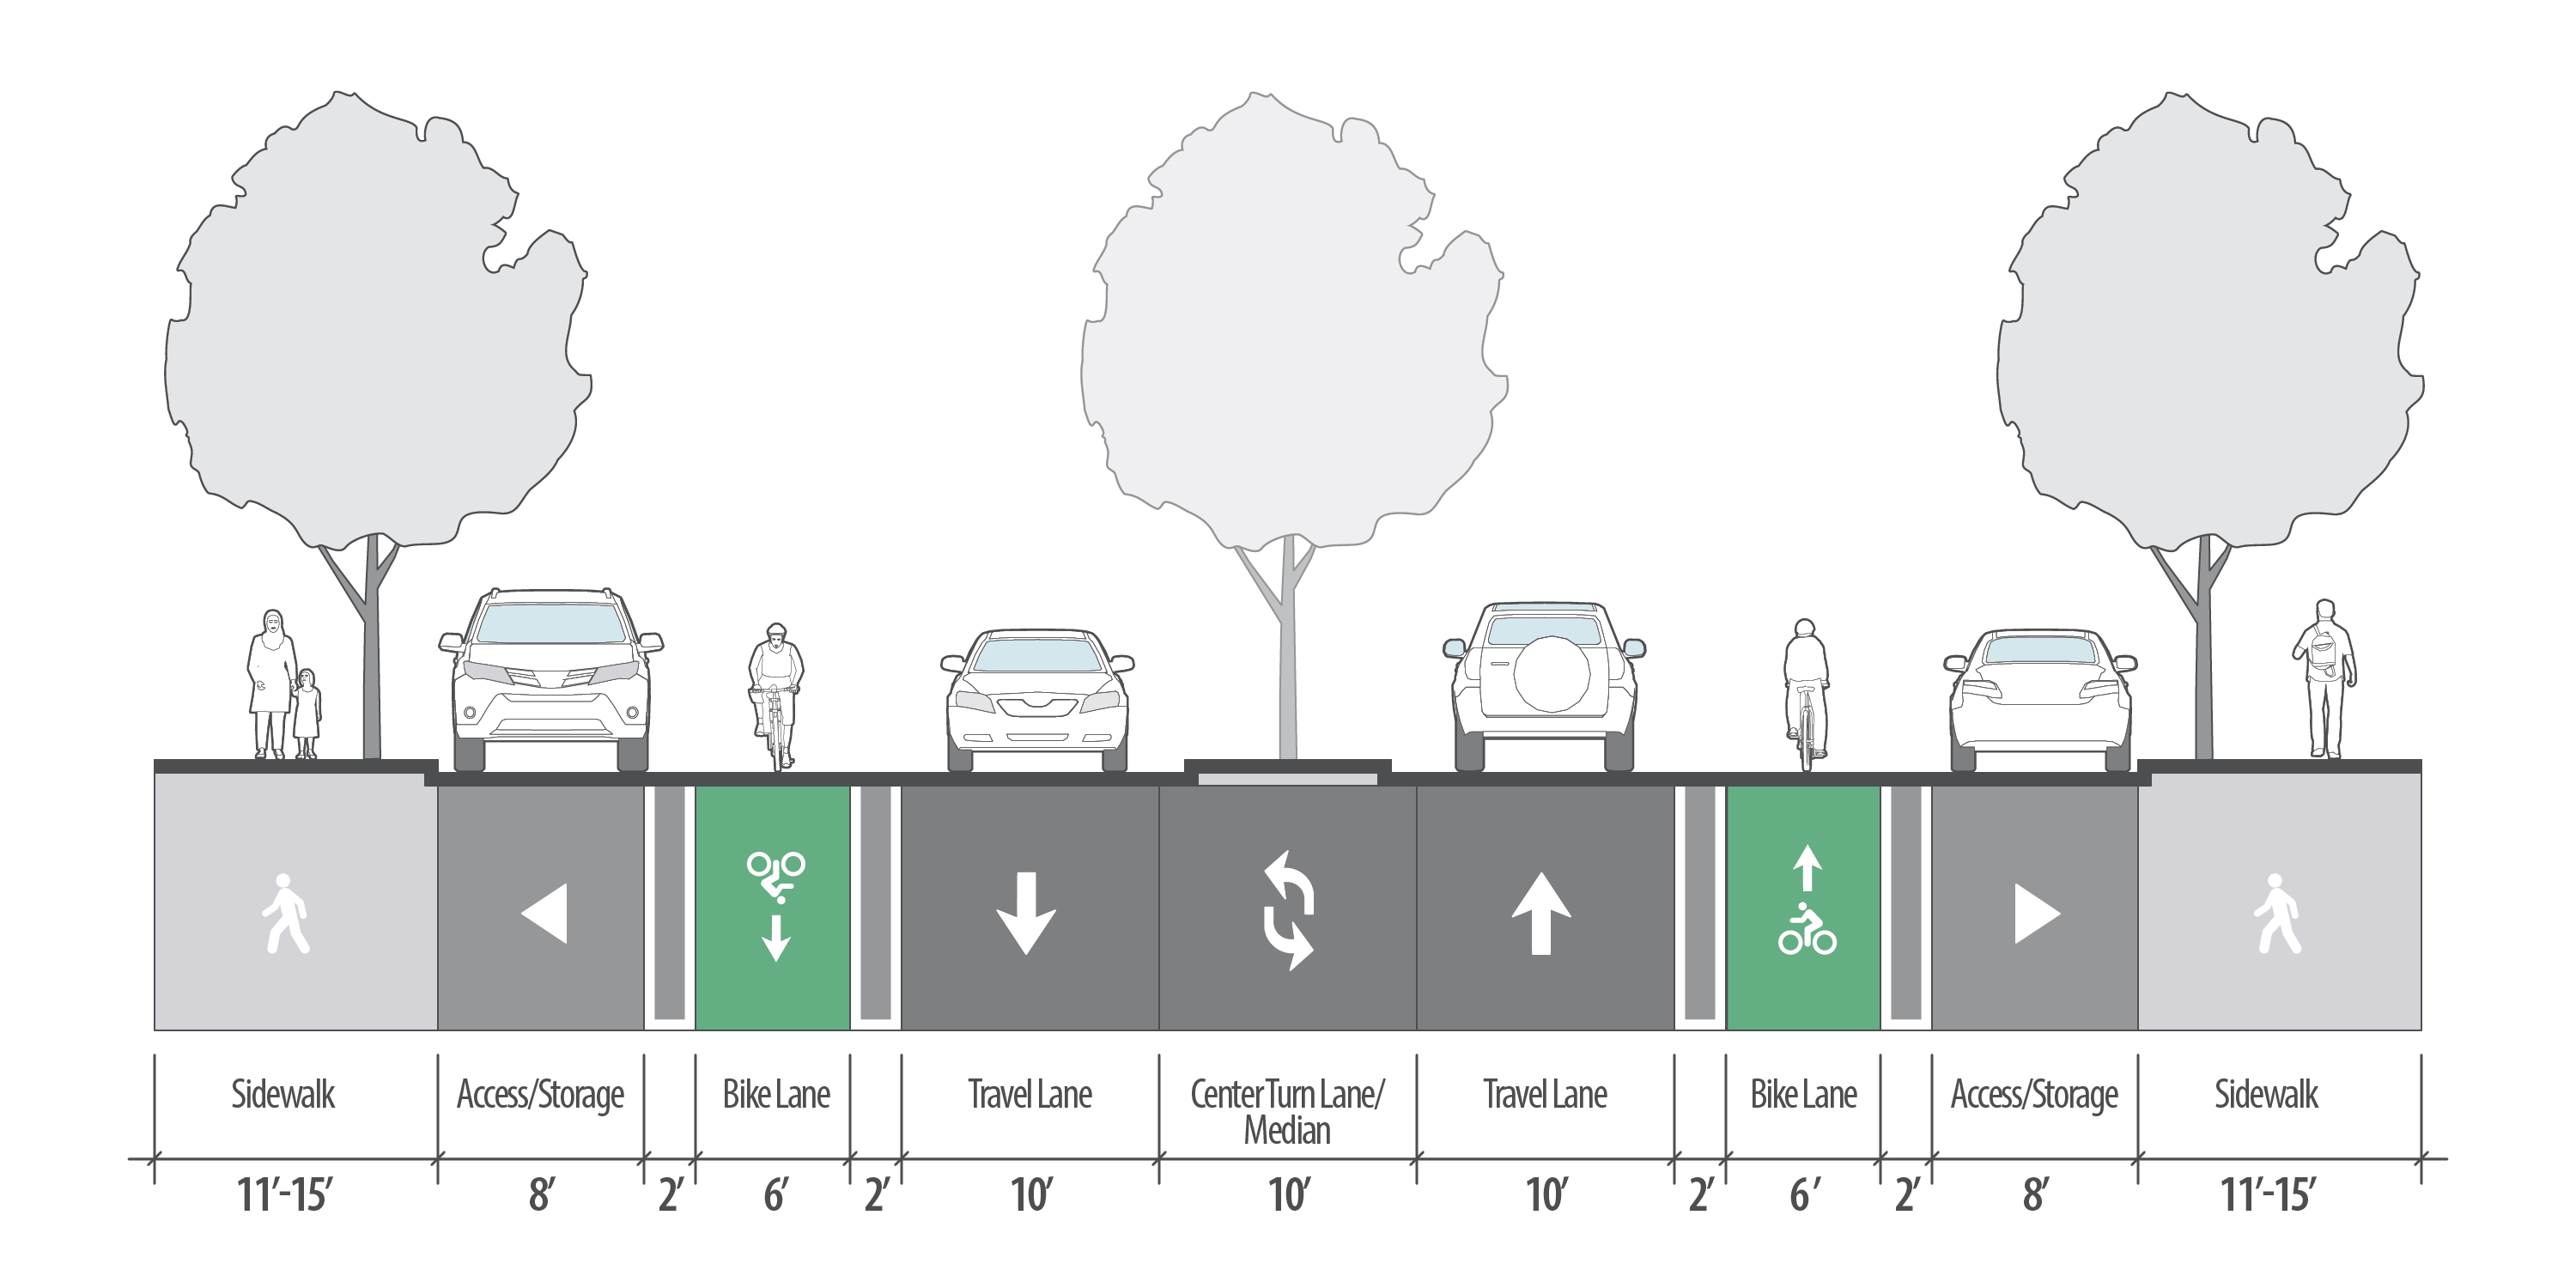 Sidewalk
Access/Storage
Bike Lane
Travel Lane
Center Turn Lane/
Median
Travel Lane
Bike Lane
Access/Storage
Sidewalk
11’-15’
8’
2’
6’
2’
10’
10’
10’
2’
6’
2’
8’
11’-15’